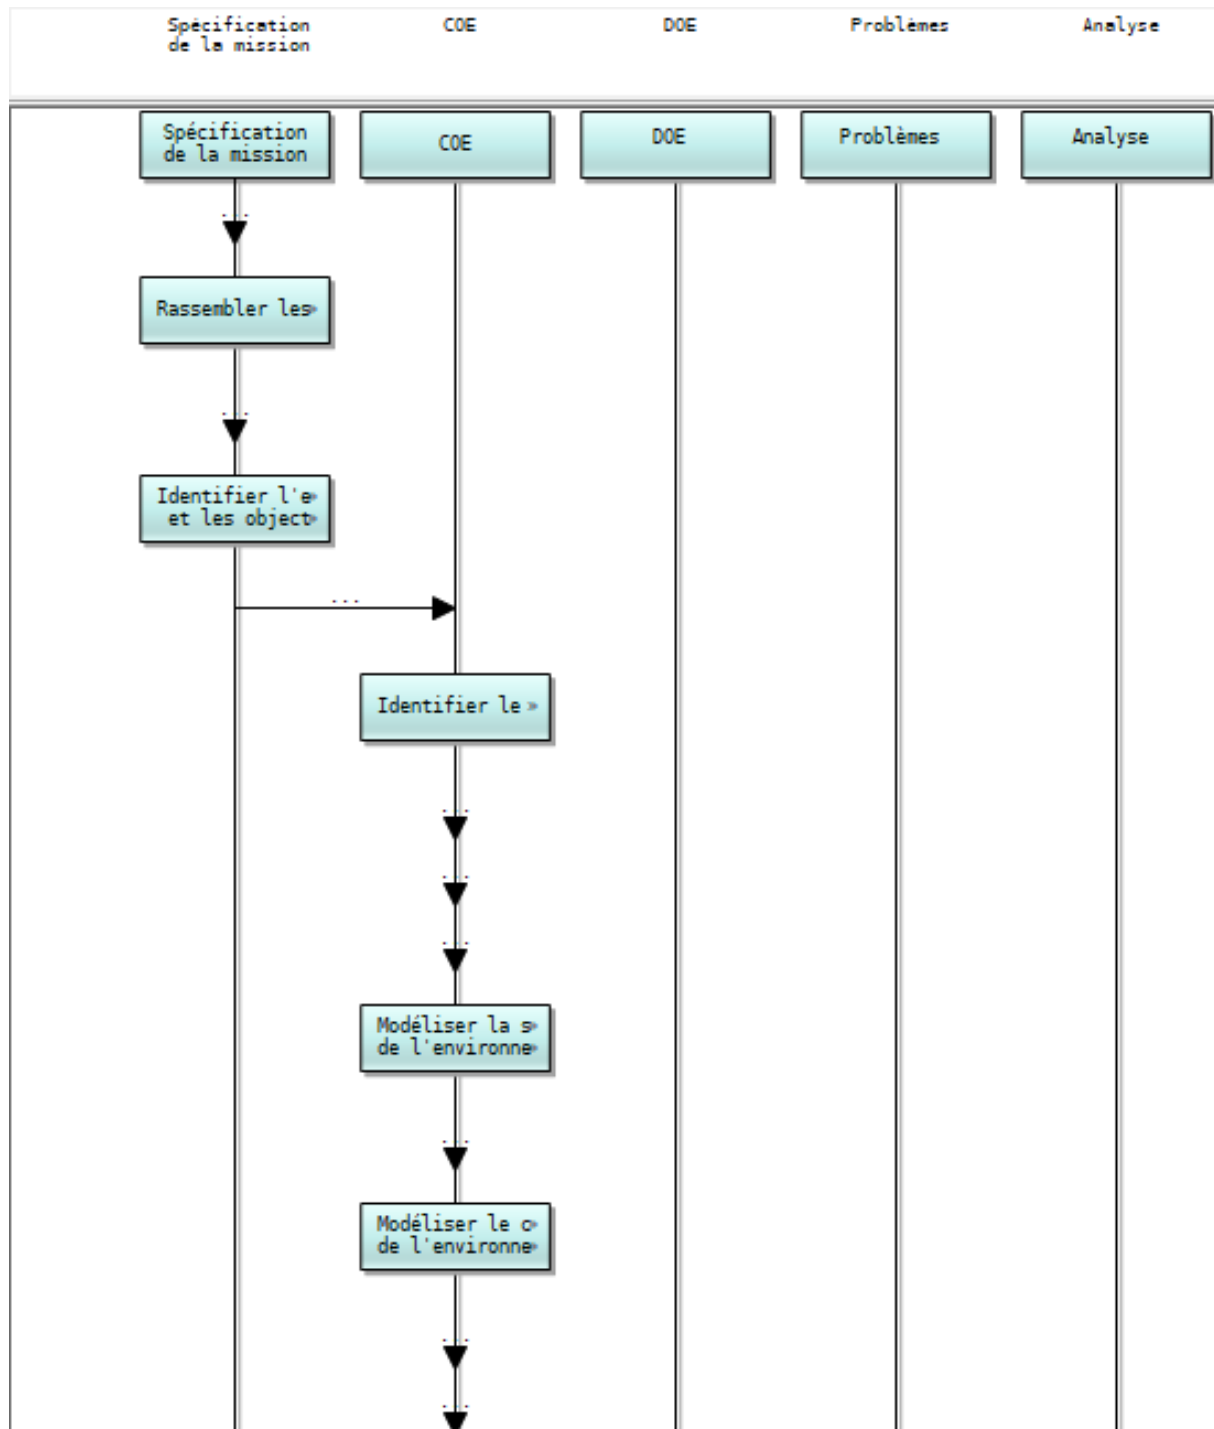 Spécification
de la mission
COE
DOE
Problèmes
Analyse
Spécification
de la mission
COE
DOE
Problèmes
Analyse
...
Rassembler les»
...
Identifier l'e»
et les object»
...
Identifier le »
...
...
...
Modéliser la s»
de l'environne»
...
Modéliser le c»
de l'environne»
...
...